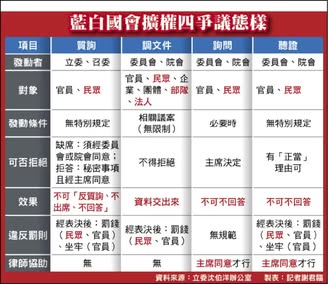 藍白國會擴權四爭議態樣
項目 質詢 調文件 詢問 聽證
發動者 立委、召委 委員會、院會 委員會、院會 委員會、院會
對象 官員、民眾 官員、民眾、企業、團體、部隊、法人 官員、民眾 官員、民眾
發動條件 無特別規定 相關議案（無限制） 必要時 無特別規定
可否拒絕 缺席：須經委員會或院會同意；拒答：秘密事項且經主席同意 不得拒絕 主席決定 有「正當」理由可
效果 不可「反質詢、不出席、不回答」 資料交出來 不可不回答 不可不回答
違反罰則 經表決後：罰錢（民眾、官員）、坐牢（官員） 經表決後：罰錢（民眾、官員） 無規範 經表決後：罰錢（民眾、官員）、坐牢（官員）
律師協助 無 無 主席同意才行 主席同意才行
資料來源：立委沈伯洋辦公室 製表：記者謝君臨